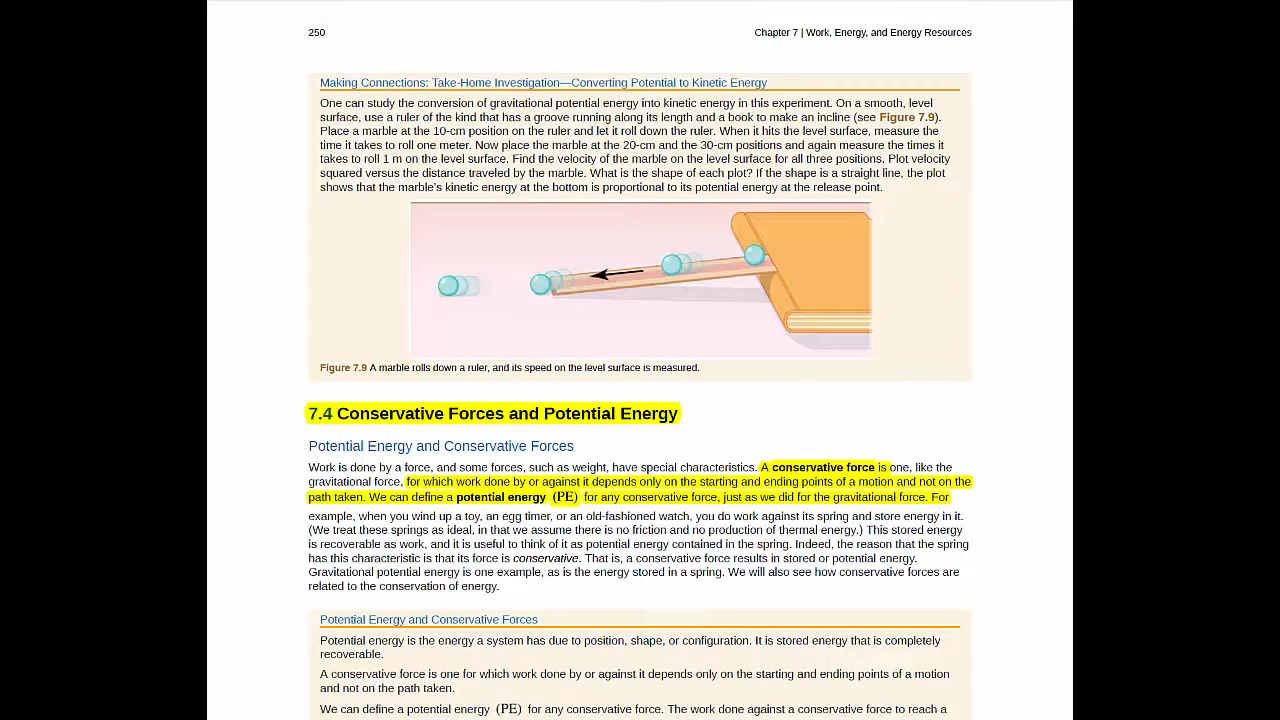 250
Chapter 7 | Work, Energy, and Energy Resources
Making Connections: Take-Home Investigation—Converting Potential to Kinetic Energy
One can study the conversion of gravitational potential energy into kinetic energy in this experiment. On a smooth, level
surface, use a ruler of the kind that has a groove running along its length and a book to make an incline (see Figure 7.9).
Place a marble at the 10-cm position on the ruler and let it roll down the ruler. When it hits the level surface, measure the
time it takes to roll one meter. Now place the marble at the 20-cm and the 30-cm positions and again measure the times it
takes to roll 1 m on the level surface. Find the velocity of the marble on the level surface for all three positions. Plot velocity
squared versus the distance traveled by the marble. What is the shape of each plot? If the shape is a straight line, the plot
shows that the marble's kinetic energy at the bottom is proportional to its potential energy at the release point.
Figure 7.9 A marble rolls down a ruler, and its speed on the level surface is measured.
7.4 Conservative Forces and Potential Energy
Potential Energy and Conservative Forces
Work is done by a force, and some forces, such as weight, have special characteristics. A conservative force is one, like the
gravitational force, for which work done by or against it depends only on the starting and ending points of a motion and not on the
path taken. We can define a potential energy (PE) for any conservative force, just as we did for the gravitational force. For
example, when you wind up a toy, an egg timer, or an old-fashioned watch, you do work against its spring and store energy in it.
(We treat these springs as ideal, in that we assume there is no friction and no production of thermal energy.) This stored energy
is recoverable as work, and it is useful to think of it as potential energy contained in the spring. Indeed, the reason that the spring
has this characteristic is that its force is conservative. That is, a conservative force results in stored or potential energy.
Gravitational potential energy is one example, as is the energy stored in a spring. We will also see how conservative forces are
related to the conservation of energy.
Potential Energy and Conservative Forces
Potential energy is the energy a system has due to position, shape, or configuration. It is stored energy that is completely
recoverable.
A conservative force is one for which work done by or against it depends only on the starting and ending points of a motion
and not on the path taken.
We can define a potential energy (PE) for any conservative force. The work done against a conservative force to reach a